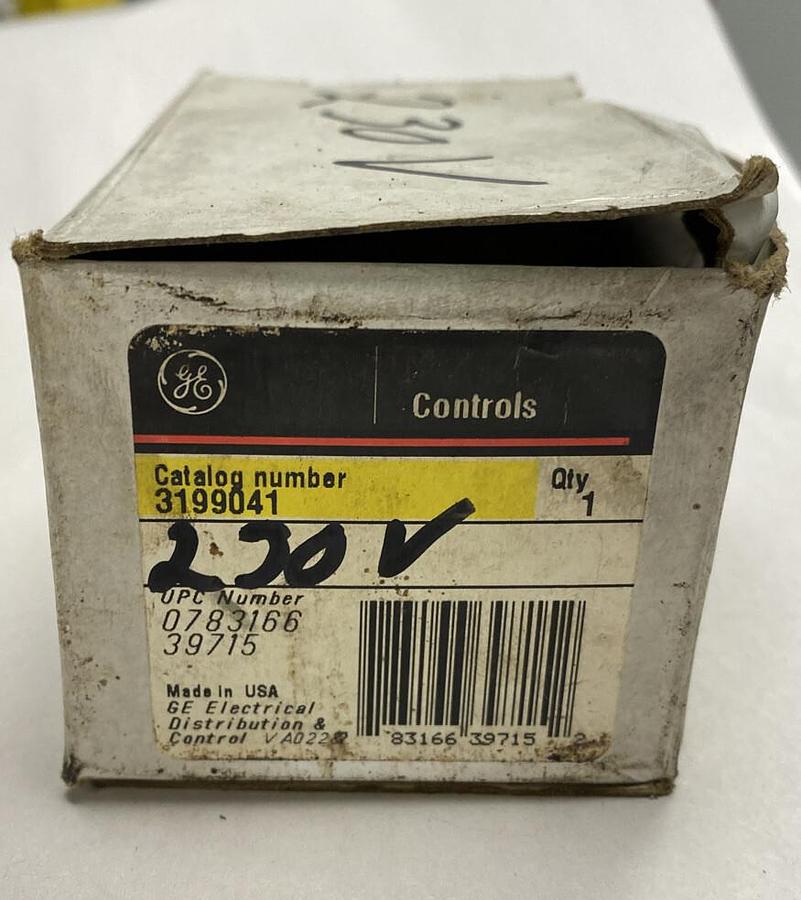 230V
GE
Controls
Catalog number Qty
3199041 1
230V
UPC Number
0783166
39715
Made in USA
GE Electrical
Distribution &
Control VA022
83166 39715 2